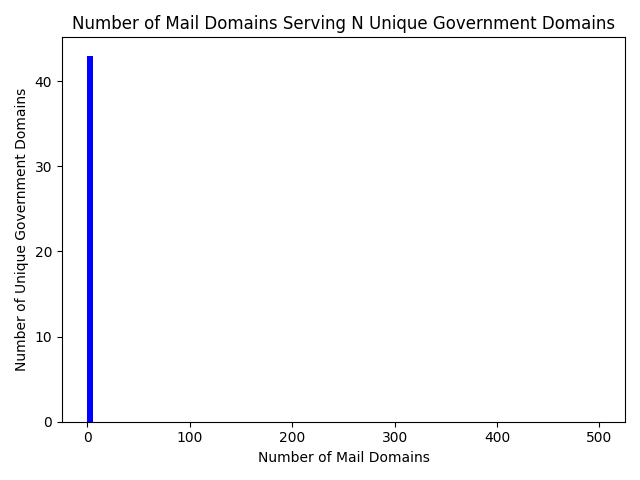 Number of Mail Domains Serving N Unique Government Domains
40
30
20
10
0
Number of Unique Government Domains
0 100 200 300 400 500
Number of Mail Domains